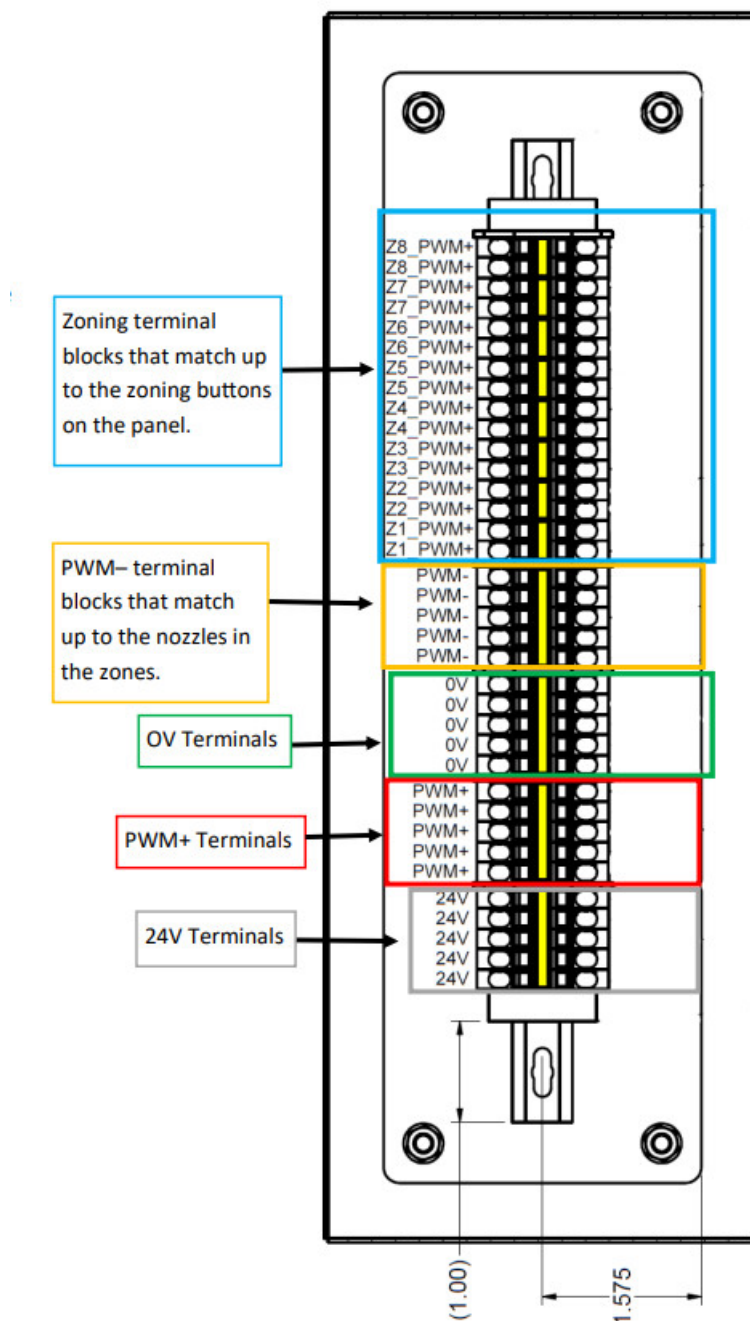 Z8_PWM+
Z8_PWM+
Z7_PWM+
Z7_PWM+
Z6_PWM+
Z6_PWM+
Z5_PWM+
Z5_PWM+
Z4_PWM+
Z4_PWM+
Z3_PWM+
Z3_PWM+
Z2_PWM+
Z2_PWM+
Z1_PWM+
Z1_PWM+
Zoning terminal
blocks that match up
to the zoning buttons
on the panel.
PWM-
PWM-
PWM-
PWM-
PWM-
PWM– terminal
blocks that match
up to the nozzles in
the zones.
0V
0V
0V
0V
0V
OV Terminals
PWM+
PWM+
PWM+
PWM+
PWM+
PWM+ Terminals
24V
24V
24V
24V
24V
24V Terminals
(1.00)
1.575